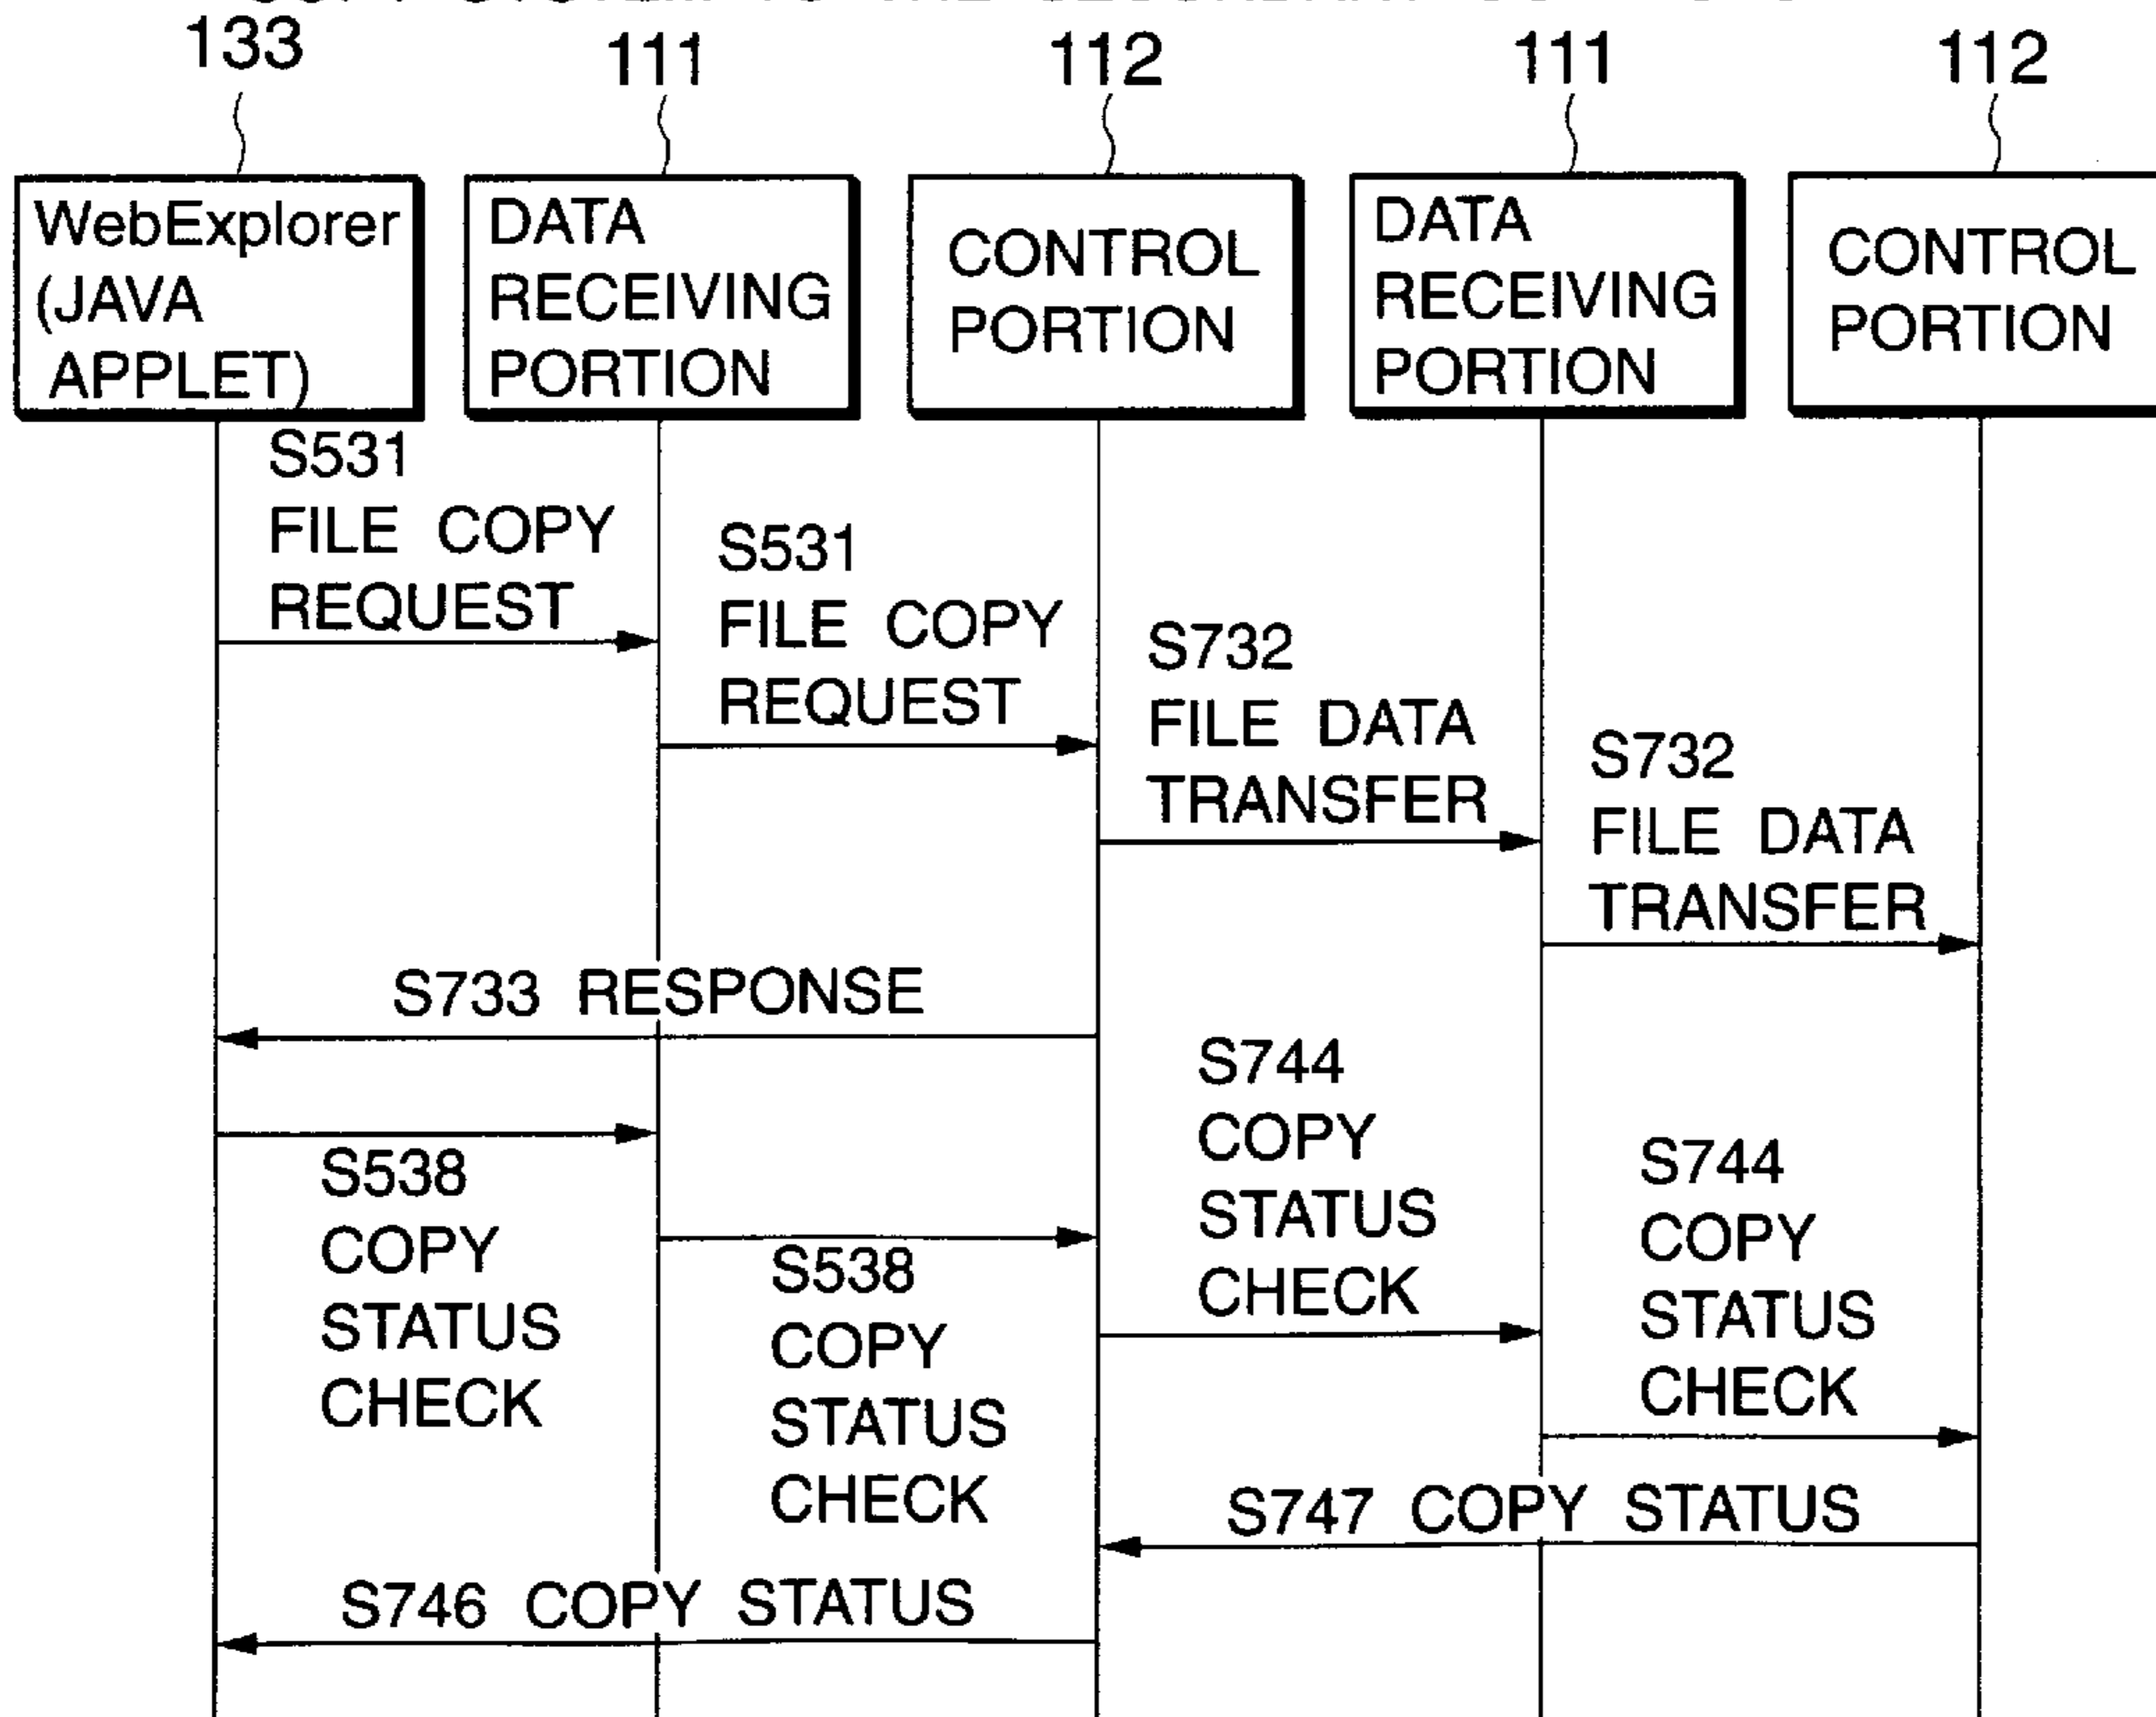 133
111
112
111
112
WebExplorer
(JAVA
APPLET)
DATA
RECEIVING
PORTION
CONTROL
PORTION
DATA
RECEIVING
PORTION
CONTROL
PORTION
S531
FILE COPY
REQUEST
S531
FILE COPY
REQUEST
S732
FILE DATA
TRANSFER
S732
FILE DATA
TRANSFER
S733 RESPONSE
S744
COPY
STATUS
CHECK
S538
COPY
STATUS
CHECK
S744
COPY
STATUS
CHECK
S538
COPY
STATUS
CHECK
S747 COPY STATUS
S746 COPY STATUS